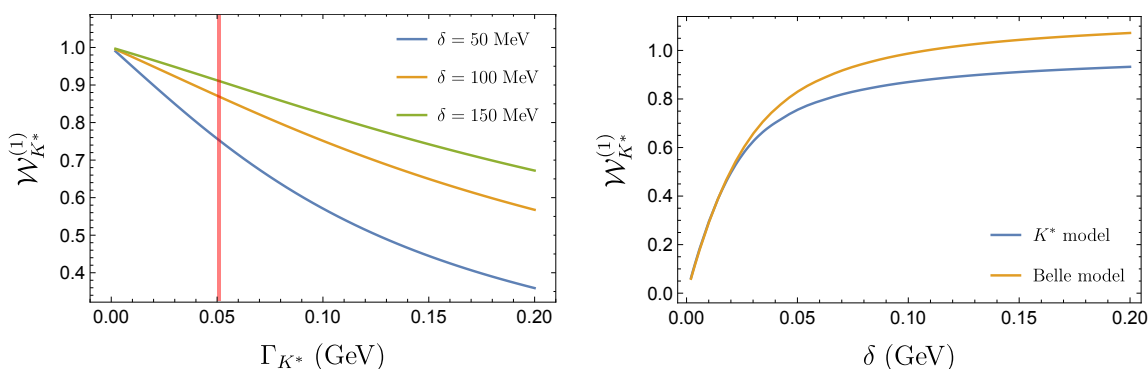 δ = 50 MeV
δ = 100 MeV
δ = 150 MeV
1.0
0.9
0.8
0.7
0.6
0.5
0.4
0.00 0.05 0.10 0.15 0.20
𝒲_{K*}^{(1)}
Γ_{K*} (GeV)
1.0
0.8
0.6
0.4
0.2
0.0
0.00 0.05 0.10 0.15 0.20
𝒲_{K*}^{(1)}
K* model
Belle model
δ (GeV)